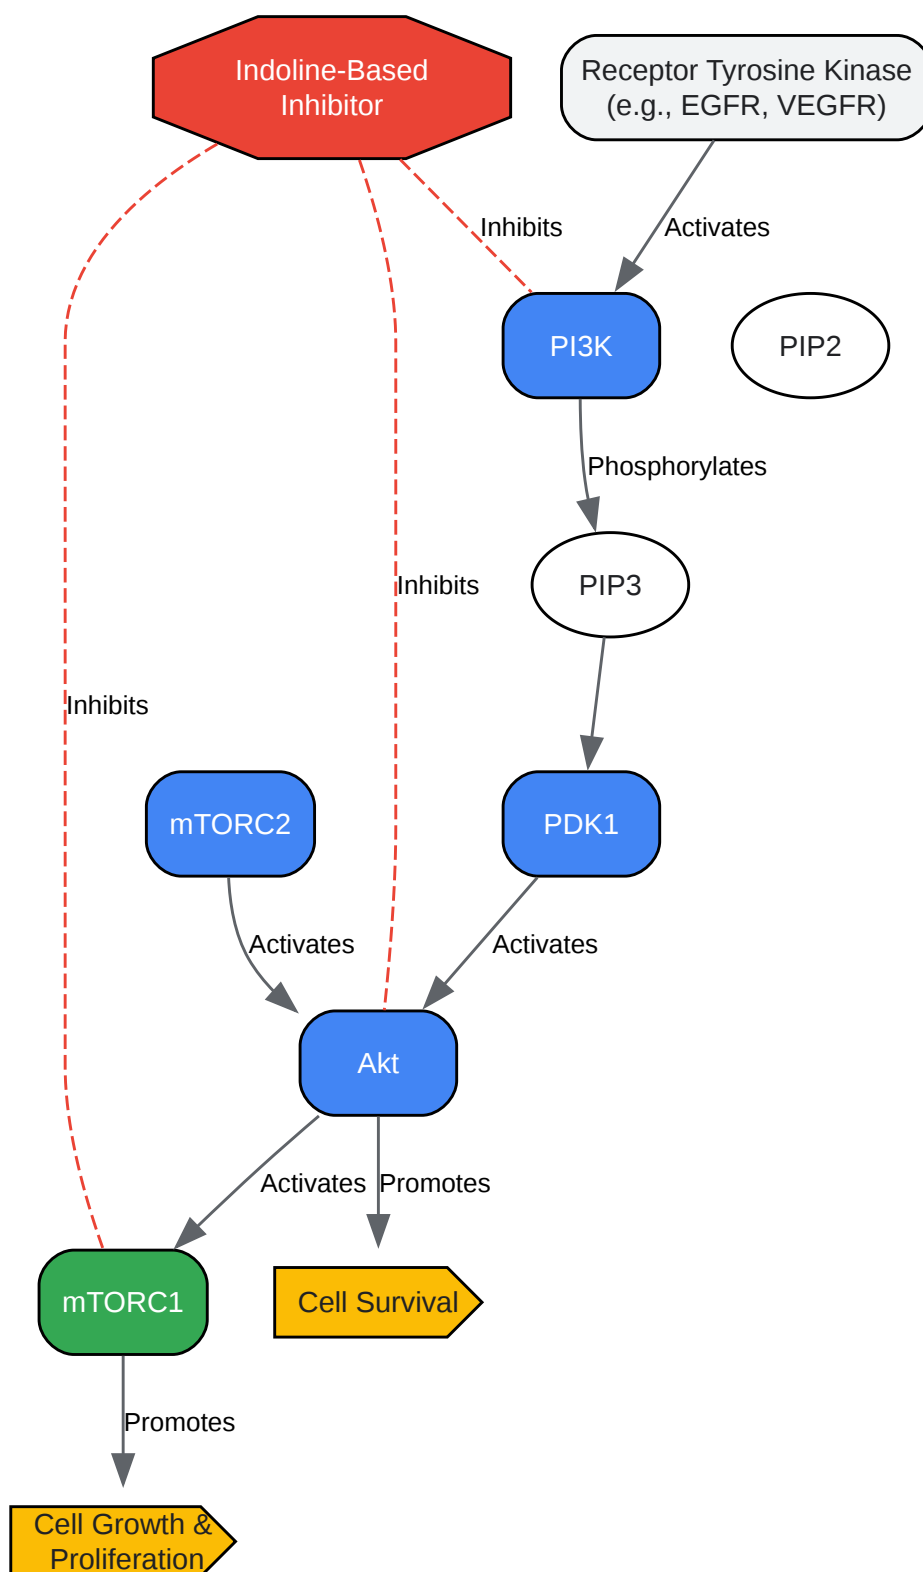 Indoline-Based
Inhibitor
Receptor Tyrosine Kinase
(e.g., EGFR, VEGFR)
Inhibits
Activates
PI3K
PIP2
Phosphorylates
PIP3
Inhibits
Inhibits
mTORC2
PDK1
Activates
Activates
Akt
Activates
Promotes
mTORC1
Cell Survival
Promotes
Cell Growth &
Proliferation